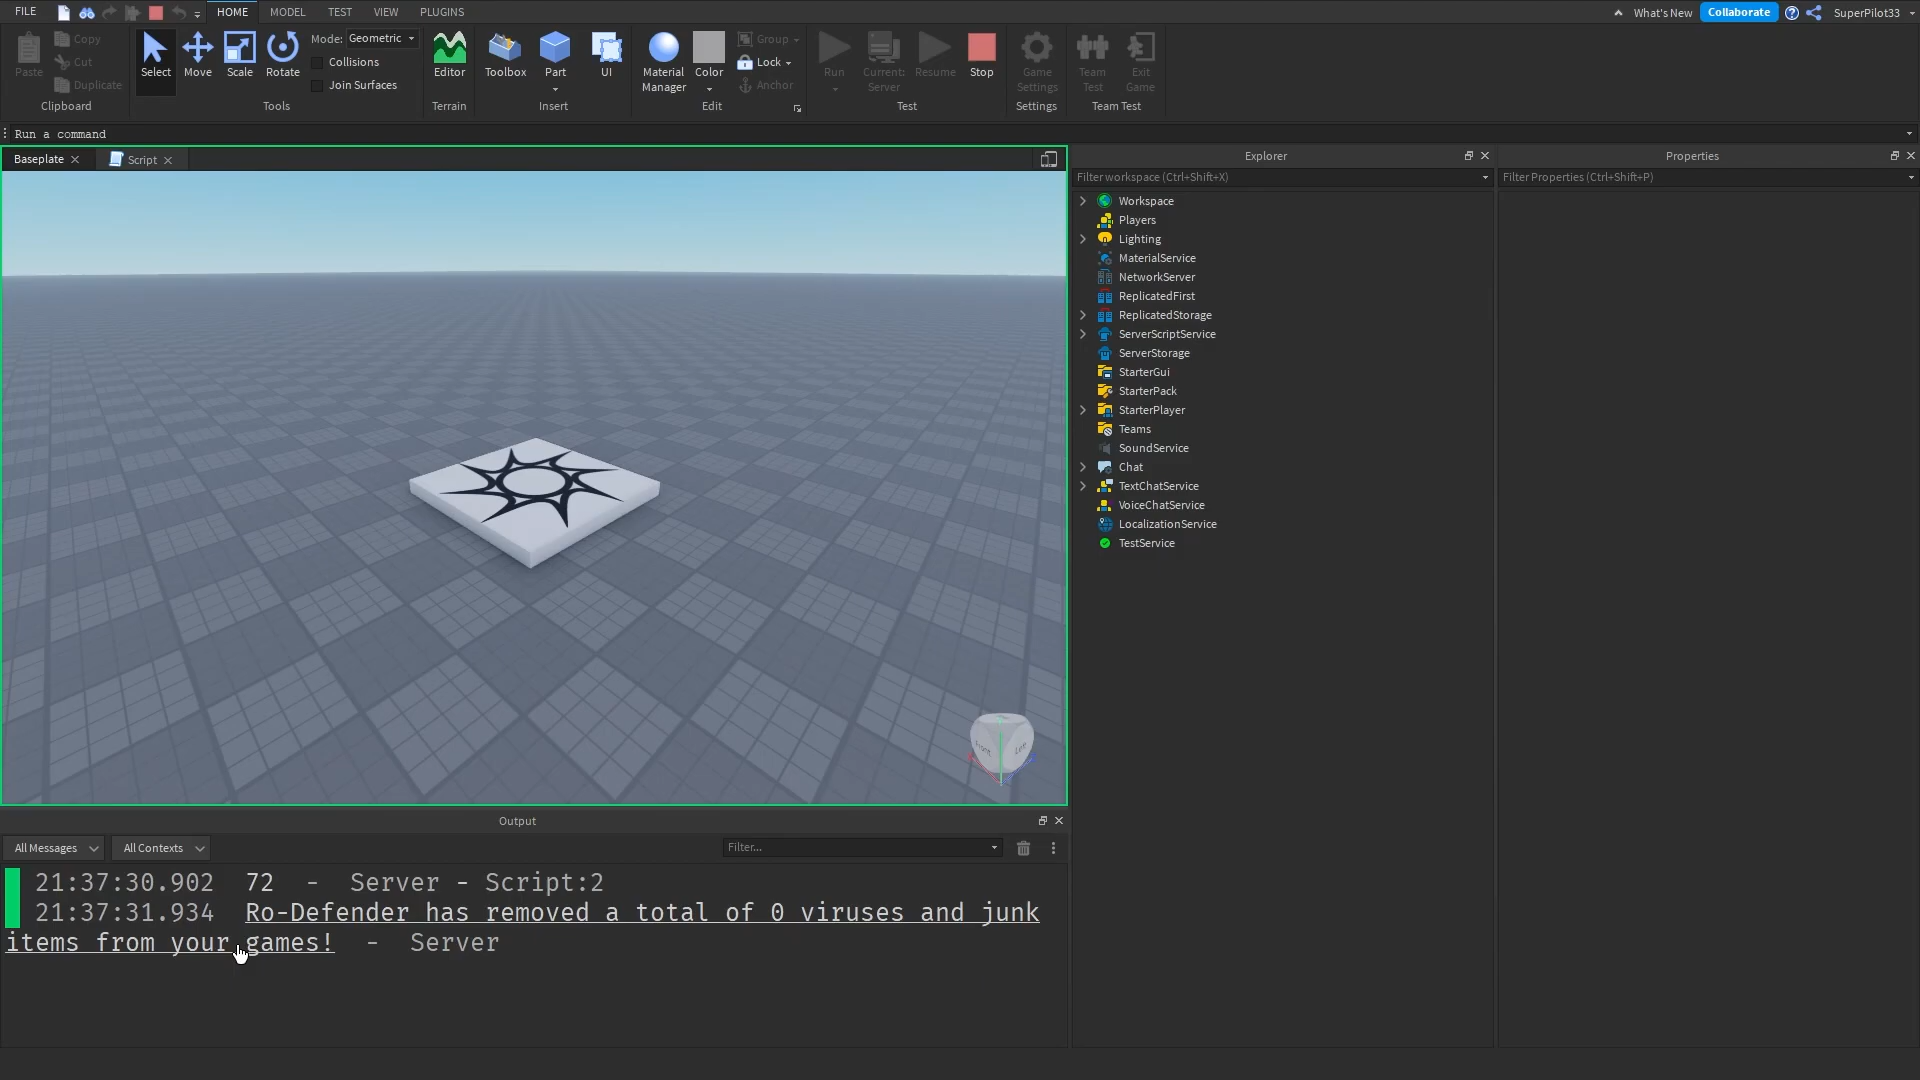 FILE
HOME
MODEL
TEST
VIEW
PLUGINS
What's New
Collaborate
SuperPilot33
Paste
Copy
Cut
Duplicate
Clipboard
Select
Move
Scale
Rotate
Mode: Geometric
Collisions
Join Surfaces
Tools
Editor
Terrain
Toolbox
Part
UI
Insert
Material
Manager
Color
Group
Lock
Anchor
Edit
Run
Current:
Server
Resume
Stop
Test
Game
Settings
Settings
Team
Test
Exit
Game
Team Test
Run a command
Baseplate
Script
Explorer
Filter workspace (Ctrl+Shift+X)
Workspace
Players
Lighting
MaterialService
NetworkServer
ReplicatedFirst
ReplicatedStorage
ServerScriptService
ServerStorage
StarterGui
StarterPack
StarterPlayer
Teams
SoundService
Chat
TextChatService
VoiceChatService
LocalizationService
TestService
Properties
Filter Properties (Ctrl+Shift+P)
Front
Left
Output
All Messages
All Contexts
Filter...
21:37:30.902 72 - Server - Script:2
21:37:31.934 Ro-Defender has removed a total of 0 viruses and junk
items from your games! - Server